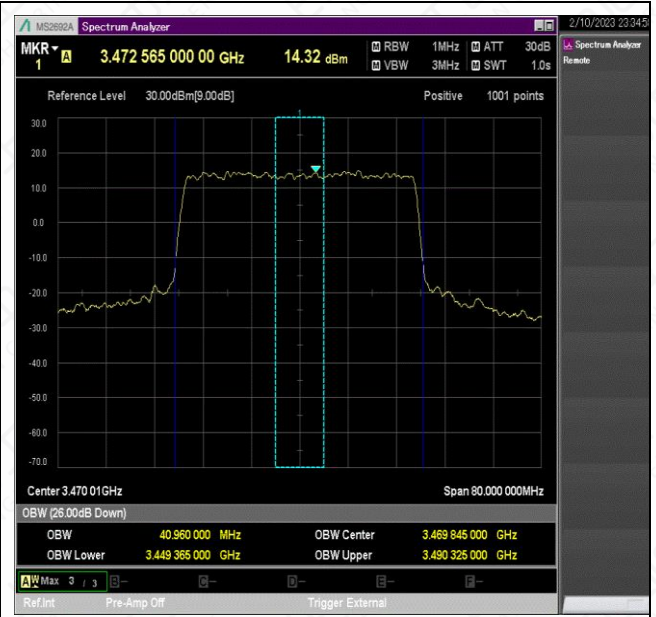 MS2692A Spectrum Analyzer
2/10/2023 23:34:5
MKR A 3.472 565 000 00 GHz 14.32 dBm M RBW 1MHz M ATT 30dB
1 M VBW 3MHz M SWT 1.0s
Spectrum Analyzer
Remote
Reference Level 30.00dBm[9.00dB] Positive 1001 points
1
30.0
20.0
10.0
0.0
-10.0
-20.0
-30.0
-40.0
-50.0
-60.0
-70.0
Center 3.470 01GHz Span 80.000 000MHz
OBW (26.00dB Down)
OBW 40.960 000 MHz OBW Center 3.469 845 000 GHz
OBW Lower 3.449 365 000 GHz OBW Upper 3.490 325 000 GHz
A W Max 3 / 3 B- C- D- E- F-
Ref.Int Pre-Amp Off Trigger External